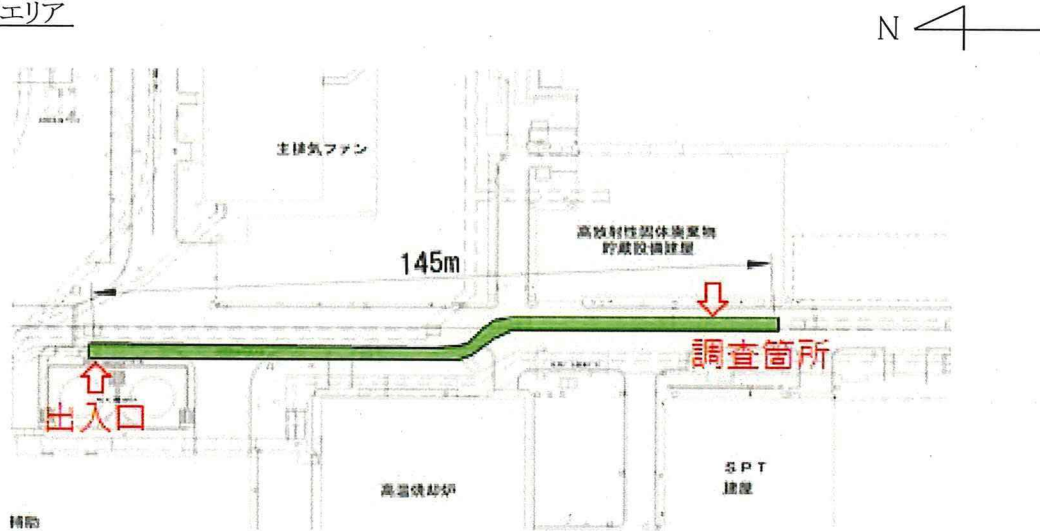 エリア
N
主排気ファン
高放射性固体廃棄物
貯蔵設備建屋
145m
調査箇所
出入口
高温焼却炉
SPT
建屋
補助